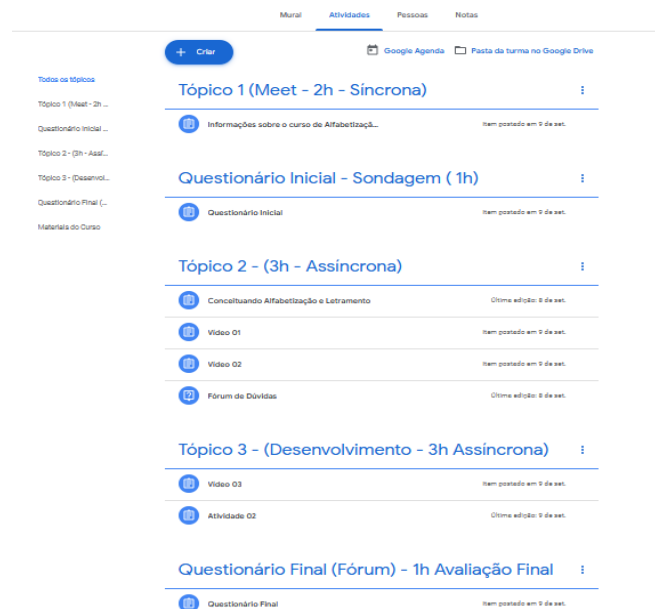 Mural Atividades Pessoas Notas
+ Criar
Google Agenda Pasta da turma no Google Drive
Todos os tópicos
Tópico 1 (Meet - 2h ...
Questionário Inicial ...
Tópico 2 - (3h - Assí...
Tópico 3 - (Desenvol...
Questionário Final (...
Materiais do Curso
Tópico 1 (Meet - 2h - Síncrona)
Informações sobre o curso de Alfabetizaçã... Item postado em 9 de set.
Questionário Inicial - Sondagem ( 1h)
Questionário Inicial Item postado em 9 de set.
Tópico 2 - (3h - Assíncrona)
Conceituando Alfabetização e Letramento Última edição: 8 de set.
Vídeo 01 Item postado em 9 de set.
Vídeo 02 Item postado em 9 de set.
Fórum de Dúvidas Última edição: 8 de set.
Tópico 3 - (Desenvolvimento - 3h Assíncrona)
Vídeo 03 Item postado em 9 de set.
Atividade 02 Última edição: 9 de set.
Questionário Final (Fórum) - 1h Avaliação Final
Questionário Final Item postado em 9 de set.